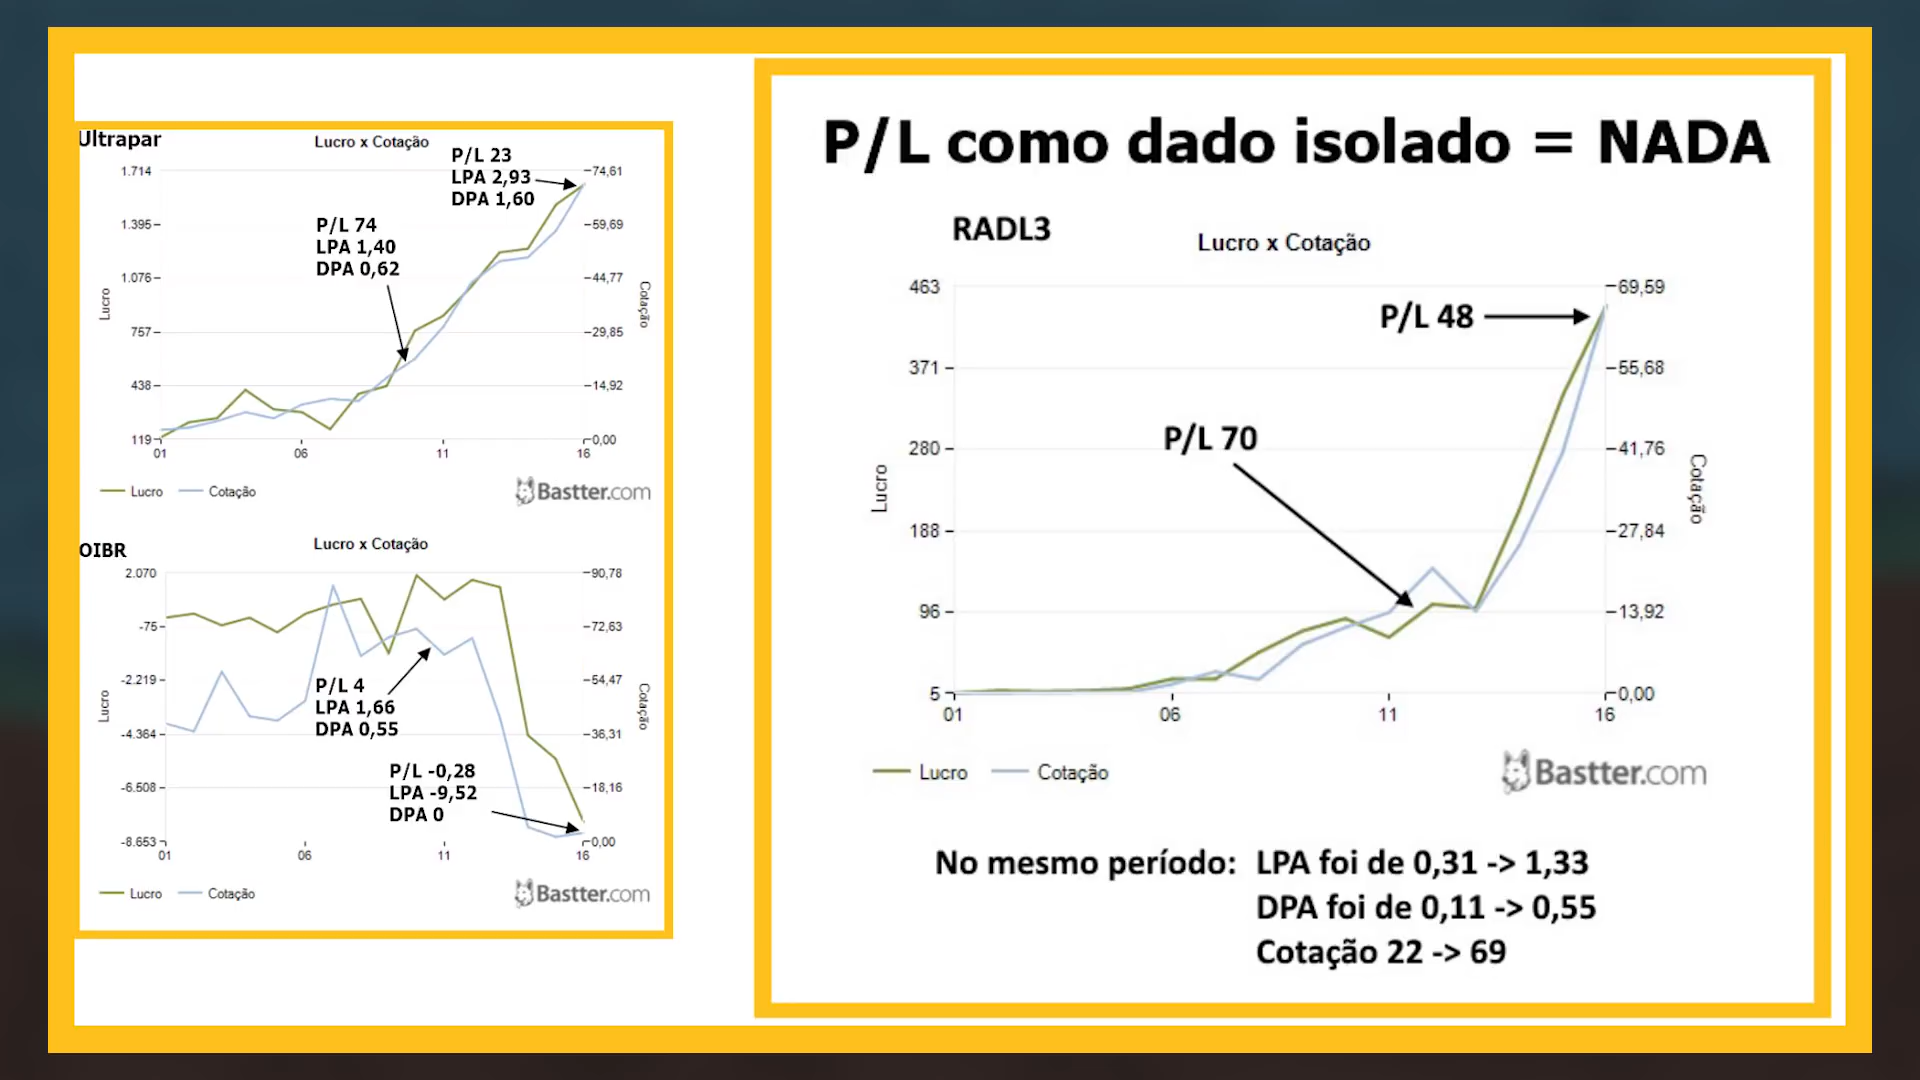 Ultrapar
Lucro x Cotação
P/L 23
LPA 2,93
DPA 1,60
P/L 74
LPA 1,40
DPA 0,62
1.714
1.395
1.076
757
438
119
74,61
59,69
44,77
29,85
14,92
0,00
Lucro
Cotação
01 06 11 16
Lucro Cotação
Bastter.com
OIBR
Lucro x Cotação
2.070
-75
-2.219
-4.364
-6.508
-8.653
90,78
72,63
54,47
36,31
18,16
0,00
Lucro
Cotação
P/L 4
LPA 1,66
DPA 0,55
P/L -0,28
LPA -9,52
DPA 0
01 06 11 16
Lucro Cotação
Bastter.com
P/L como dado isolado = NADA
RADL3
Lucro x Cotação
463
371
280
188
96
5
69,59
55,68
41,76
27,84
13,92
0,00
Lucro
Cotação
P/L 48
P/L 70
01 06 11 16
Lucro Cotação
Bastter.com
No mesmo período: LPA foi de 0,31 -> 1,33
DPA foi de 0,11 -> 0,55
Cotação 22 -> 69